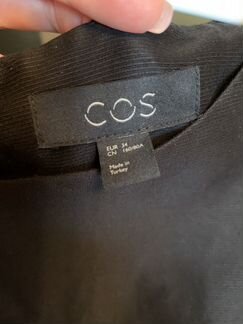 COS
EUR 34
CN 160/80A
Made in
Turkey